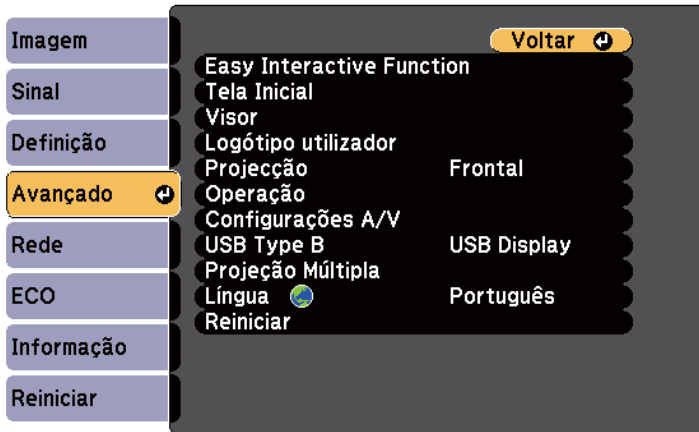 Imagem
Sinal
Definição
Avançado
Rede
ECO
Informação
Reiniciar
Voltar
Easy Interactive Function
Tela Inicial
Visor
Logótipo utilizador
Projecção Frontal
Operação
Configurações A/V
USB Type B USB Display
Projeção Múltipla
Língua Português
Reiniciar